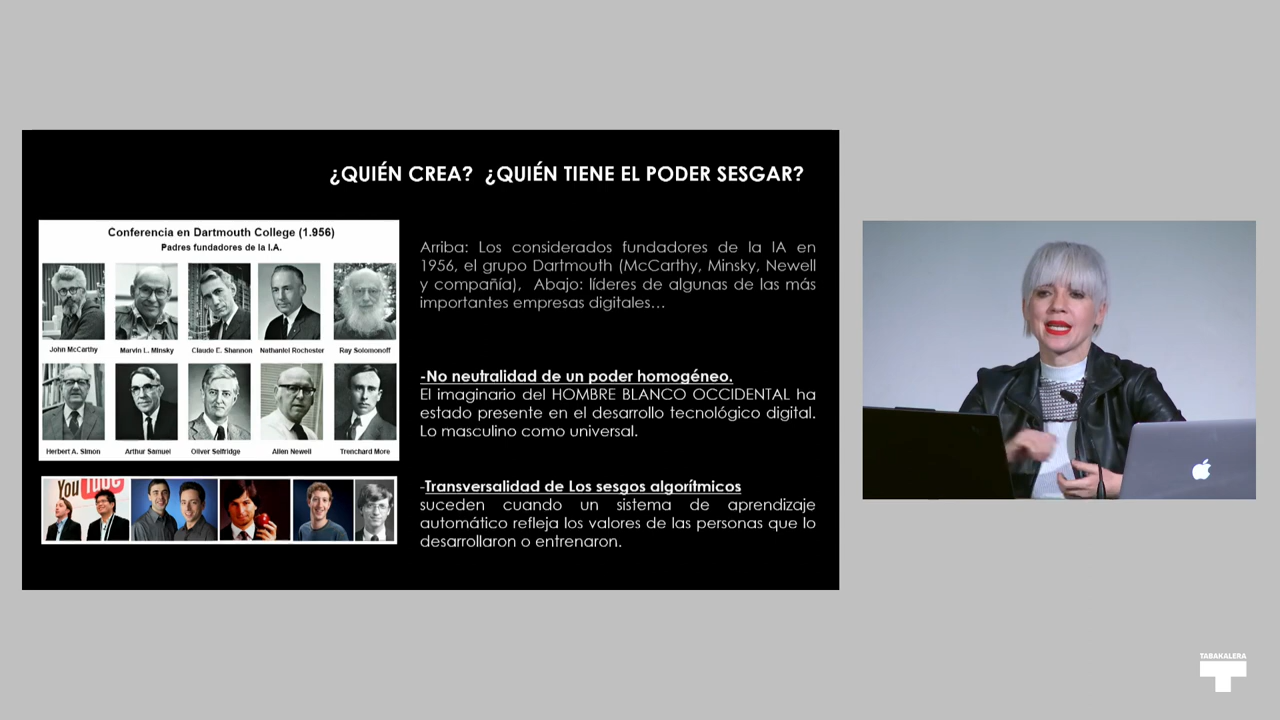 ¿QUIÉN CREA? ¿QUIÉN TIENE EL PODER SESGAR?
Conferencia en Dartmouth College (1.956)
Padres fundadores de la I.A.
John McCarthy
Marvin L. Minsky
Claude E. Shannon
Nathaniel Rochester
Ray Solomonoff
Herbert A. Simon
Arthur Samuel
Oliver Selfridge
Allen Newell
Trenchard More
You Tube
Arriba: Los considerados fundadores de la IA en
1956, el grupo Dartmouth (McCarthy, Minsky, Newell
y compañía), Abajo: líderes de algunas de las más
importantes empresas digitales...
-No neutralidad de un poder homogéneo.
El imaginario del HOMBRE BLANCO OCCIDENTAL ha
estado presente en el desarrollo tecnológico digital.
Lo masculino como universal.
-Transversalidad de Los sesgos algorítmicos
suceden cuando un sistema de aprendizaje
automático refleja los valores de las personas que lo
desarrollaron o entrenaron.
TABAKALERA